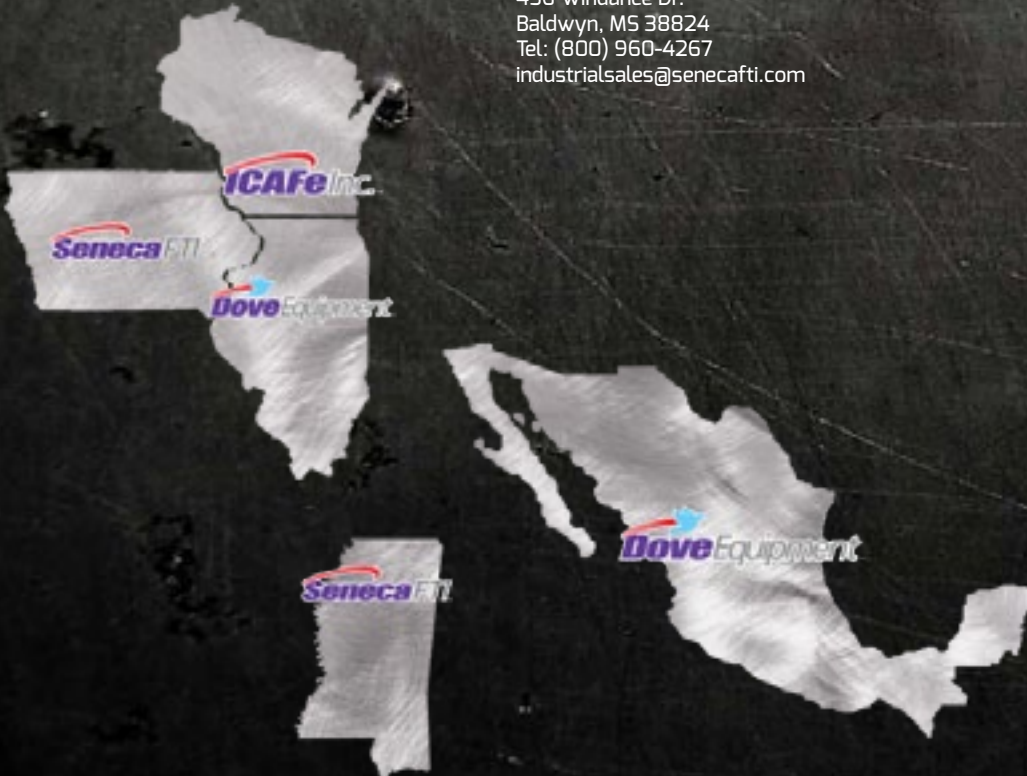 Baldwyn, MS 38824
Tel: (800) 960-4267
industrialsales@senecafti.com
ICAFe Inc.
Seneca FTI
Dove Equipment
Dove Equipment
Seneca FTI